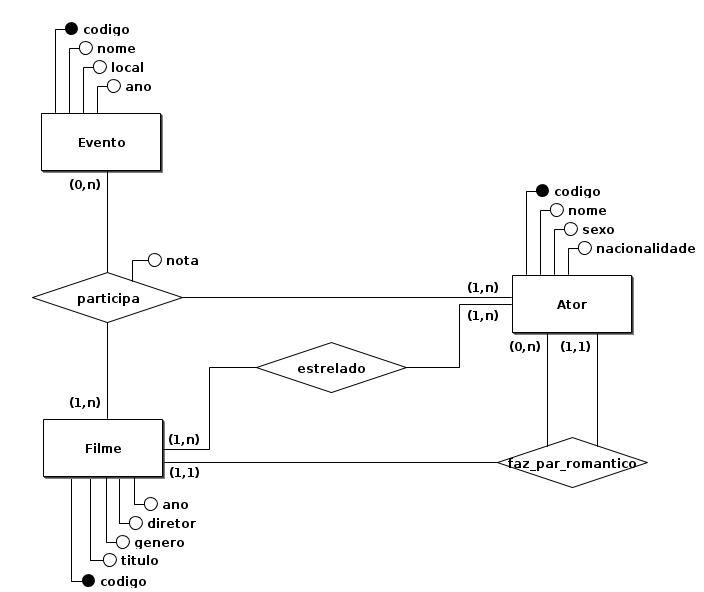 codigo
nome
local
ano
Evento
(0,n)
nota
participa
codigo
nome
sexo
nacionalidade
(1,n)
Ator
(1,n)
(0,n)
(1,1)
estrelado
(1,n)
Filme
(1,n)
(1,1)
faz_par_romantico
ano
diretor
genero
titulo
codigo